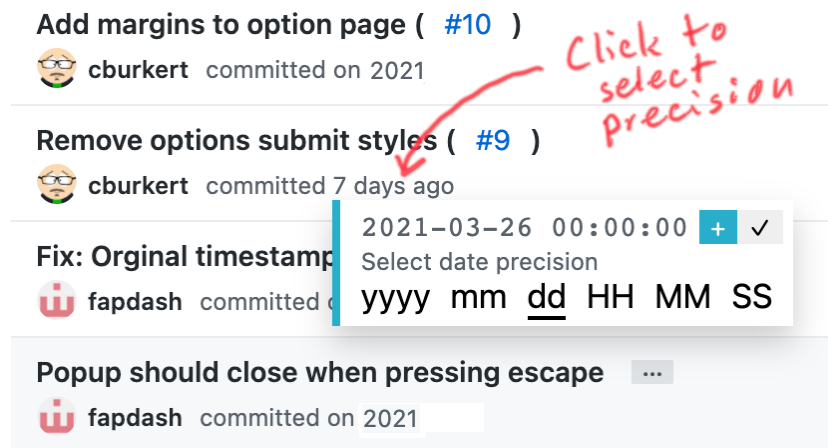 Add margins to option page ( #10 )
cburkert committed on 2021
Click to
select
precision
Remove options submit styles ( #9 )
cburkert committed 7 days ago
2021-03-26 00:00:00 + ✓
Fix: Orginal timestamp
Select date precision
fapdash committed
yyyy mm dd HH MM SS
Popup should close when pressing escape ...
fapdash committed on 2021